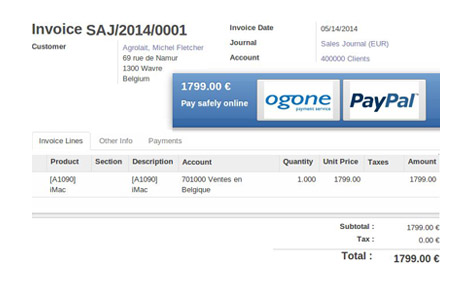 Invoice SAJ/2014/0001
Customer
Agrolait, Michel Fletcher
69 rue de Namur
1300 Wavre
Belgium
Invoice Date 05/14/2014
Journal Sales Journal (EUR)
Account 400000 Clients
1799.00 €
Pay safely online
ogone
payment service
PayPal™
Invoice Lines Other Info Payments
Product Section Description Account Quantity Unit Price Taxes Amount
[A1090] [A1090] 701000 Ventes en 1.000 1799.00 1799.00
iMac iMac Belgique
Subtotal : 1799.00 €
Tax : 0.00 €
Total : 1799.00 €